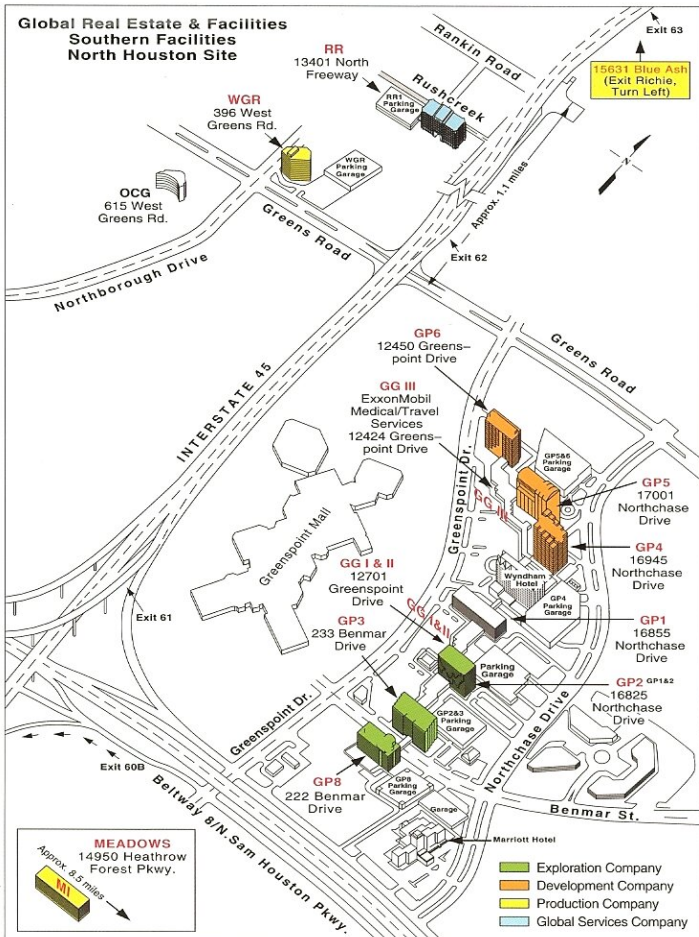 Global Real Estate & Facilities
Southern Facilities
North Houston Site
Exit 63
15631 Blue Ash
(Exit Richie,
Turn Left)
RR
13401 North
Freeway
Rankin Road
Rushcreek
RR1
Parking
Garage
WGR
396 West
Greens Rd.
WGR
Parking
Garage
OCG
615 West
Greens Rd.
N
Approx. 1.1 miles
Exit 62
Greens Road
Northborough Drive
INTERSTATE 45
Greens Road
GP6
12450 Greens–
point Drive
GG III
ExxonMobil
Medical/Travel
Services
12424 Greens–
point Drive
Greenspoint Dr.
GG III
GP5&6
Parking
Garage
GP5
17001
Northchase
Drive
GP4
16945
Northchase
Drive
Greenspoint Mall
Wyndham
Hotel
GP4
Parking
Garage
GG I & II
12701
Greenspoint
Drive
GG I&II
GP1
16855
Northchase
Drive
Exit 61
GP3
233 Benmar
Drive
Parking
Garage
GP2 GP1&2
16825
Northchase
Drive
GP2&3
Parking
Garage
Greenspoint Dr.
Northchase Drive
GP8
222 Benmar
Drive
GP8
Parking
Garage
Exit 60B
Beltway 8/N. Sam Houston Pkwy.
Benmar St.
Garage
Marriott Hotel
MEADOWS
14950 Heathrow
Forest Pkwy.
Approx. 8.5 miles
MI
Exploration Company
Development Company
Production Company
Global Services Company